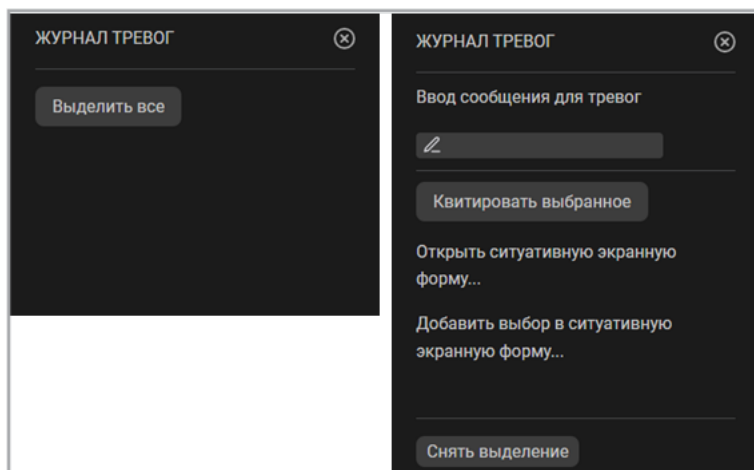 ЖУРНАЛ ТРЕВОГ
Выделить все
ЖУРНАЛ ТРЕВОГ
Ввод сообщения для тревог
Квитировать выбранное
Открыть ситуативную экранную
форму...
Добавить выбор в ситуативную
экранную форму...
Снять выделение